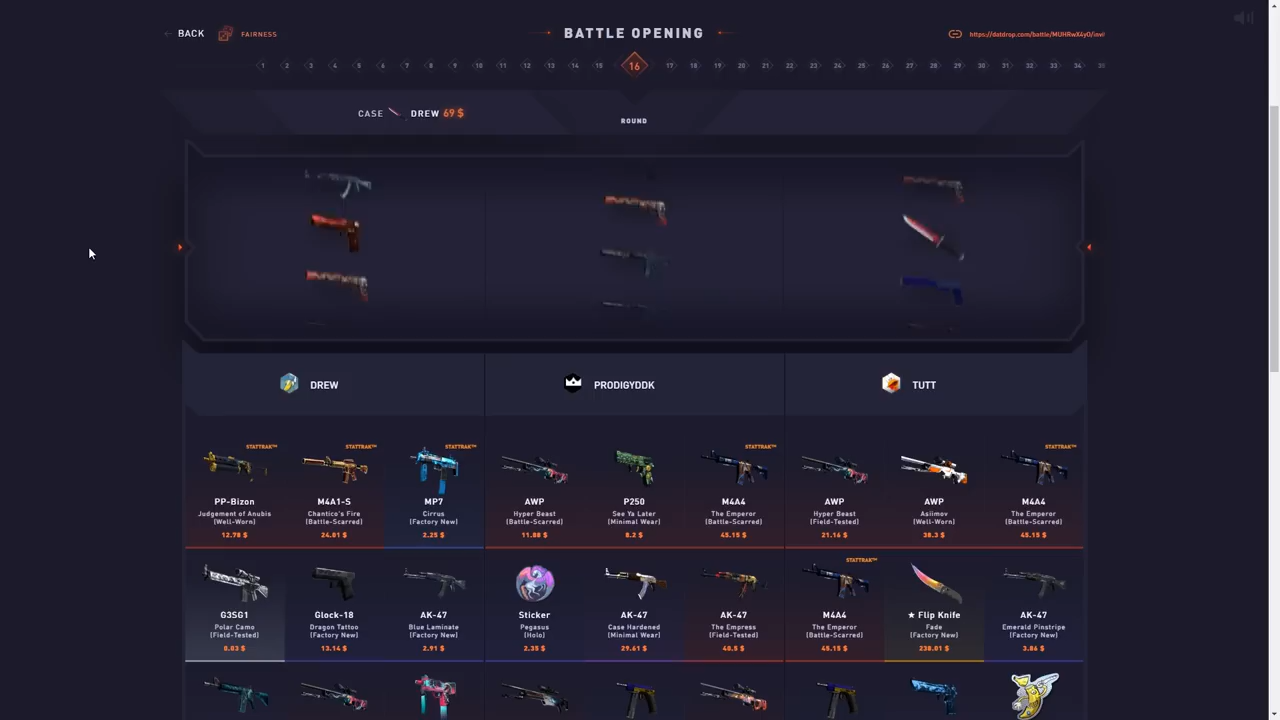 ← BACK FAIRNESS
BATTLE OPENING
https://datdrop.com/battle/MUHRwX4yO/invi
1 2 3 4 5 6 7 8 9 10 11 12 13 14 15 16 17 18 19 20 21 22 23 24 25 26 27 28 29 30 31 32 33 34
CASE DREW 69 $
ROUND
DREW PRODIGYDDK TUTT
STATTRAK™ STATTRAK™ STATTRAK™ STATTRAK™ STATTRAK™
PP-Bizon M4A1-S MP7 AWP P250 M4A4 AWP AWP M4A4
Judgement of Anubis Chantico's Fire Cirrus Hyper Beast See Ya Later The Emperor Hyper Beast Asiimov The Emperor
(Well-Worn) (Battle-Scarred) (Factory New) (Battle-Scarred) (Minimal Wear) (Battle-Scarred) (Field-Tested) (Well-Worn) (Battle-Scarred)
12.78 $ 24.01 $ 2.25 $ 11.88 $ 8.2 $ 45.15 $ 21.16 $ 38.3 $ 45.15 $
STATTRAK™
G3SG1 Glock-18 AK-47 Sticker AK-47 AK-47 M4A4 ★ Flip Knife AK-47
Polar Camo Dragon Tattoo Blue Laminate Pegasus Case Hardened The Empress The Emperor Fade Emerald Pinstripe
(Field-Tested) (Factory New) (Factory New) (Holo) (Minimal Wear) (Field-Tested) (Battle-Scarred) (Factory New) (Factory New)
0.03 $ 13.14 $ 2.91 $ 2.35 $ 29.61 $ 40.5 $ 45.15 $ 230.01 $ 3.86 $